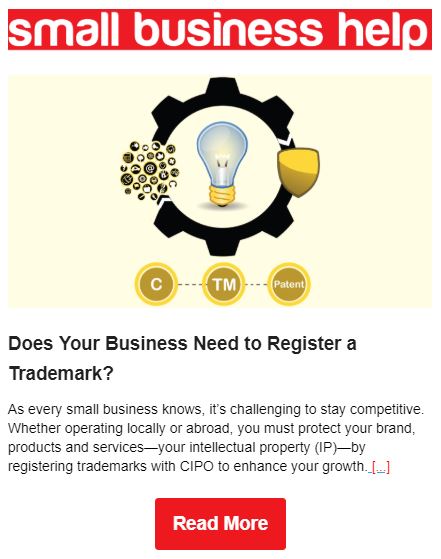 small business help
C
TM
Patent
Does Your Business Need to Register a
Trademark?
As every small business knows, it’s challenging to stay competitive.
Whether operating locally or abroad, you must protect your brand,
products and services—your intellectual property (IP)—by
registering trademarks with CIPO to enhance your growth. [...]
Read More